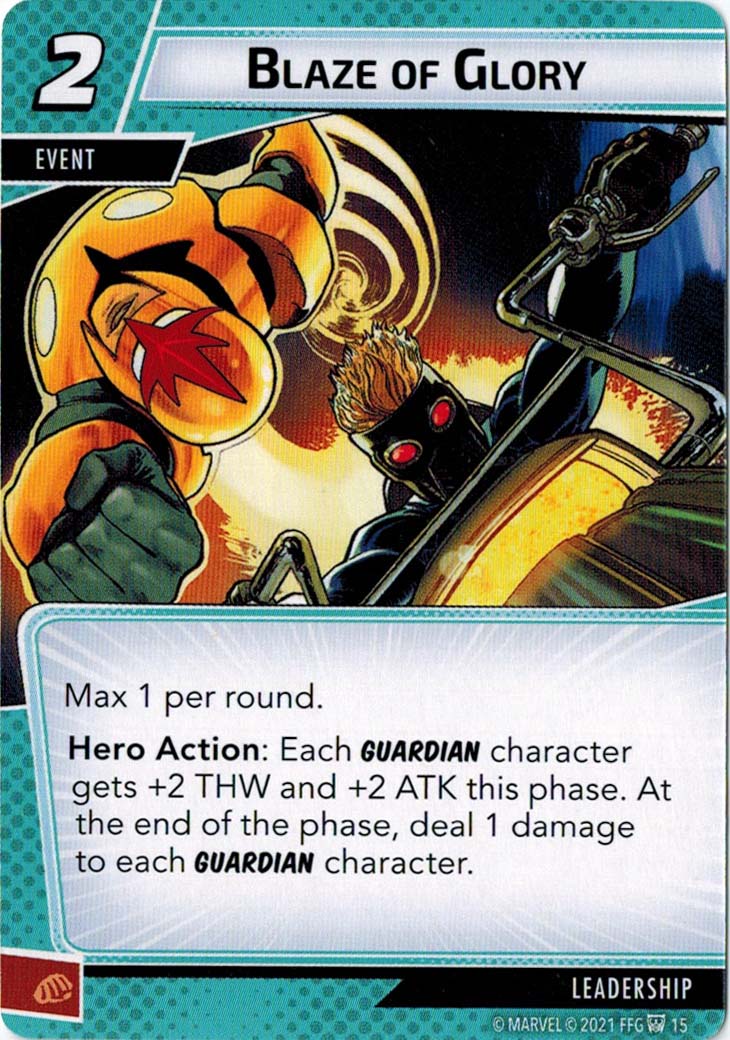 2
BLAZE OF GLORY
EVENT
Max 1 per round.
Hero Action: Each GUARDIAN character
gets +2 THW and +2 ATK this phase. At
the end of the phase, deal 1 damage
to each GUARDIAN character.
LEADERSHIP
© MARVEL © 2021 FFG 15